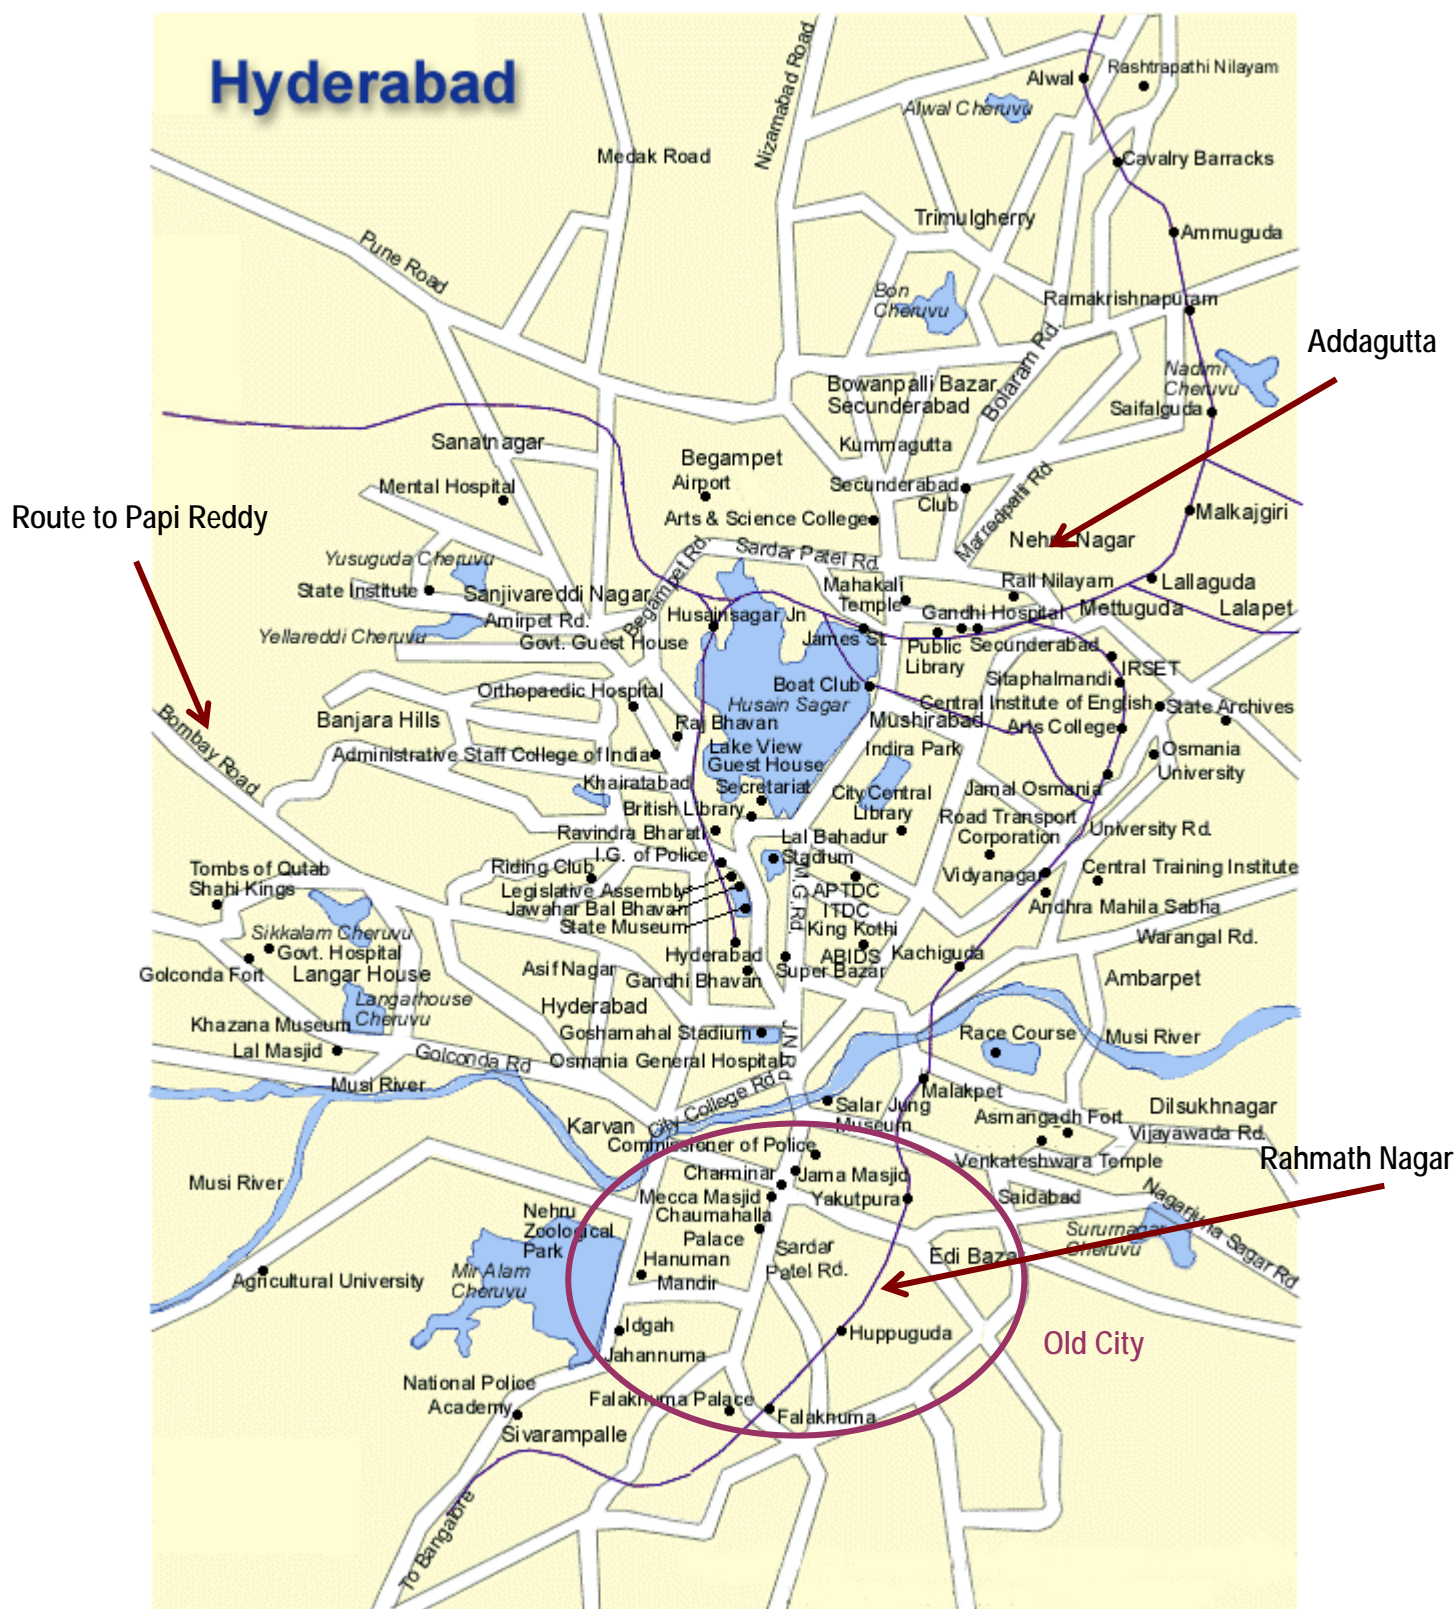 Hyderabad
Nizamabad Road
Alwal
Rashtrapathi Nilayam
Alwal Cheruvu
Medak Road
Cavalry Barracks
Trimulgherry
Ammuguda
Pune Road
Bon
Cheruvu
Ramakrishnapuram
Addagutta
Bolaram Rd.
Nadimi
Cheruvu
Bowanpalli Bazar
Secunderabad
Saifalguda
Sanatnagar
Kummagutta
Begampet
Airport
Mental Hospital
Secunderabad
Club
Marredpalli Rd
Route to Papi Reddy
Arts & Science College
Malkajgiri
Nehru Nagar
Sardar Patel Rd.
Begampet Rd.
Yusuguda Cheruvu
State Institute
Sanjivareddi Nagar
Mahakali
Temple
Rail Nilayam
Lallaguda
Amirpet Rd.
Husainsagar Jn
Gandhi Hospital
Mettuguda
Lalapet
Yellareddi Cheruvu
Govt. Guest House
James St.
Public
Library
Secunderabad
IRSET
Orthopaedic Hospital
Boat Club
Sitaphalmandi
Husain Sagar
Central Institute of English
State Archives
Bombay Road
Banjara Hills
Raj Bhavan
Mushirabad
Arts College
Administrative Staff College of India
Lake View
Guest House
Indira Park
Osmania
University
Khairatabad
Secretariat
City Central
Library
Jamal Osmania
British Library
Road Transport
Corporation
Ravindra Bharati
Lal Bahadur
Stadium
University Rd.
I.G. of Police
Riding Club
Tombs of Qutab
Shahi Kings
M.G.Rd
Vidyanagar
Central Training Institute
Legislative Assembly
APTDC
Jawahar Bal Bhavan
ITDC
Andhra Mahila Sabha
State Museum
King Kothi
Sikkalam Cheruvu
Warangal Rd.
Govt. Hospital
Hyderabad
ABIDS
Kachiguda
Golconda Fort
Langar House
Asif Nagar
Gandhi Bhavan
Super Bazar
Ambarpet
Langarhouse
Cheruvu
Hyderabad
Khazana Museum
Goshamahal Stadium
J.N.Rd
Race Course
Musi River
Lal Masjid
Golconda Rd
Osmania General Hospital
Musi River
Malakpet
City College Rd
Salar Jung
Museum
Asmangadh Fort
Dilsukhnagar
Karvan
Vijayawada Rd.
Commissioner of Police
Venkateshwara Temple
Rahmath Nagar
Musi River
Charminar
Jama Masjid
Mecca Masjid
Yakutpura
Saidabad
Nagarjuna Sagar Rd
Nehru
Zoological
Park
Chaumahalla
Palace
Sururnagar
Cheruvu
Sardar
Patel Rd.
Edi Bazar
Hanuman
Mandir
Mir Alam
Cheruvu
Agricultural University
Idgah
Huppuguda
Old City
Jahannuma
National Police
Academy
Falaknuma Palace
Falaknuma
Sivarampalle
To Bangalore